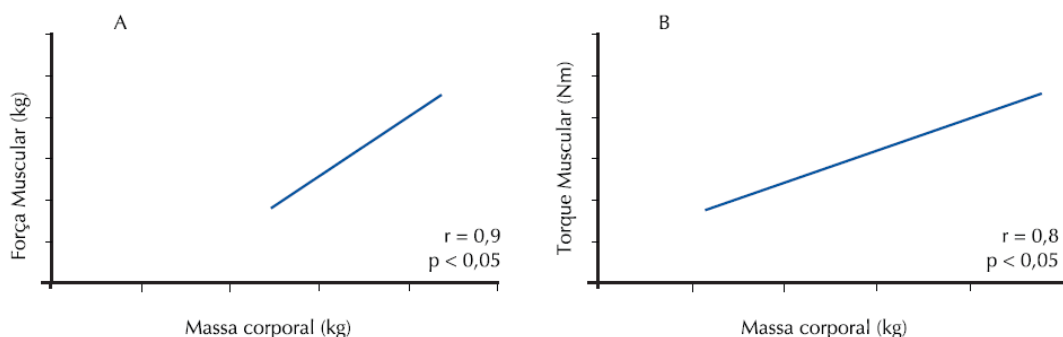 A
Força Muscular (kg)
r = 0,9
p < 0,05
Massa corporal (kg)
B
Torque Muscular (Nm)
r = 0,8
p < 0,05
Massa corporal (kg)